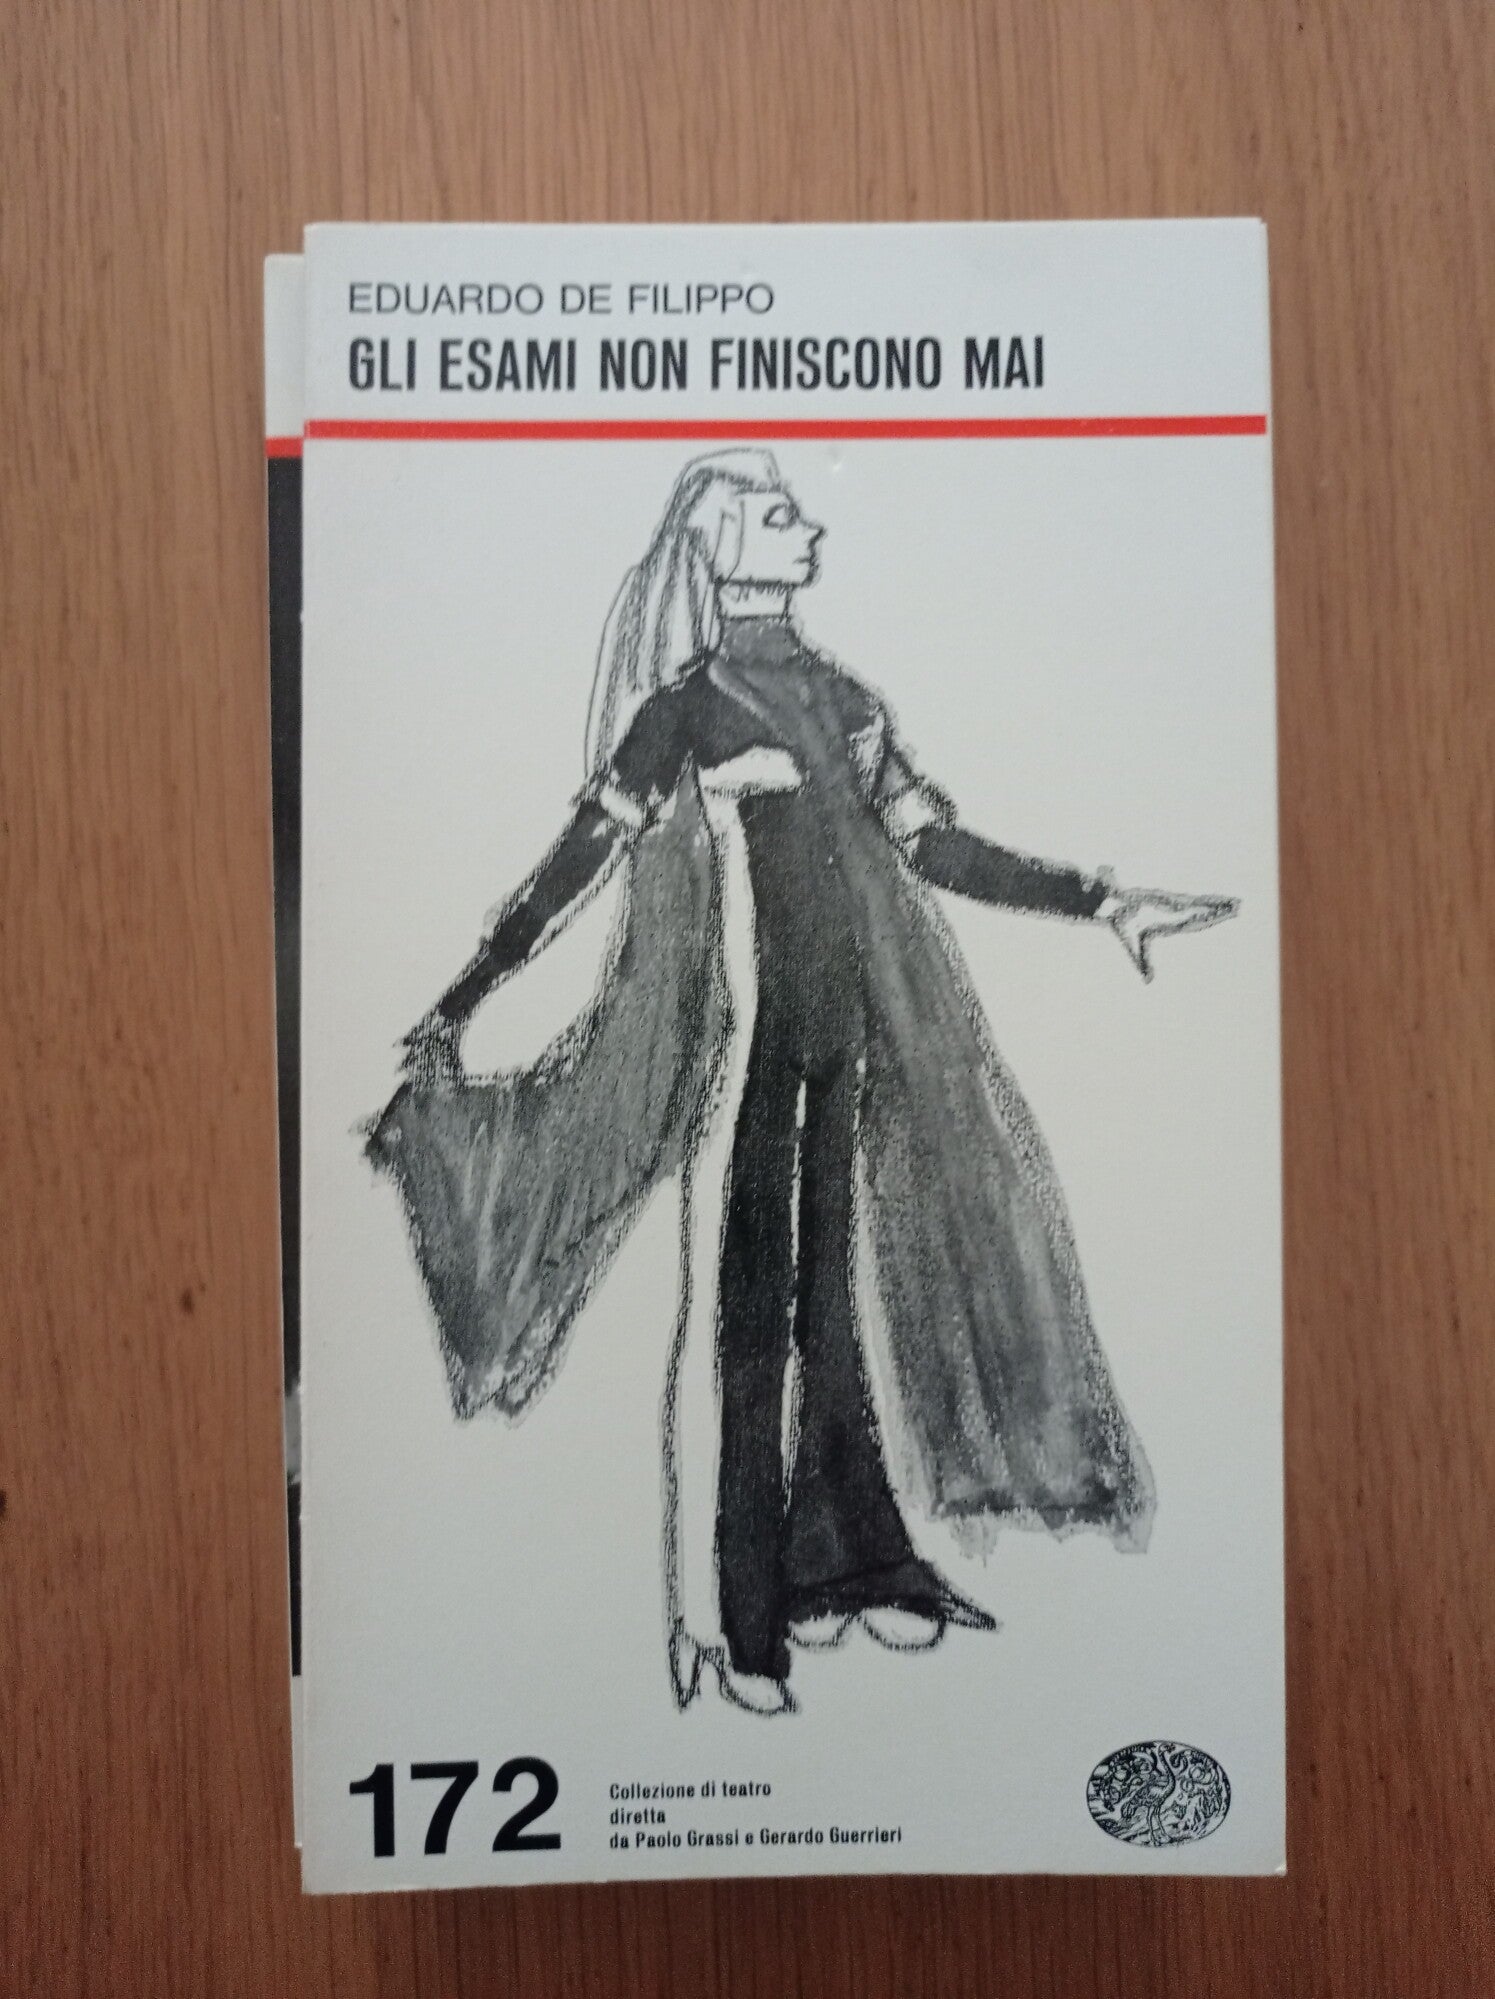 EDUARDO DE FILIPPO
GLI ESAMI NON FINISCONO MAI
172
Collezione di teatro
diretta
da Paolo Grassi e Gerardo Guerrieri